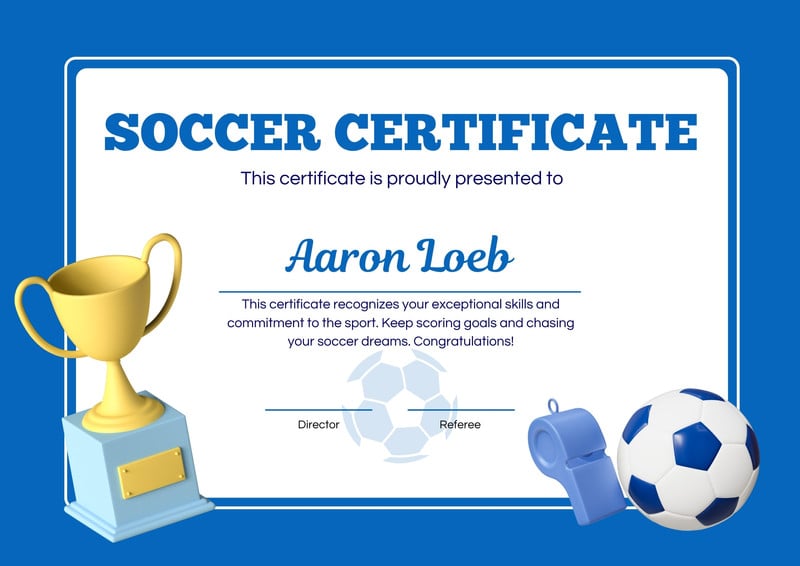 SOCCER CERTIFICATE
This certificate is proudly presented to
Aaron Loeb
This certificate recognizes your exceptional skills and
commitment to the sport. Keep scoring goals and chasing
your soccer dreams. Congratulations!
Director Referee